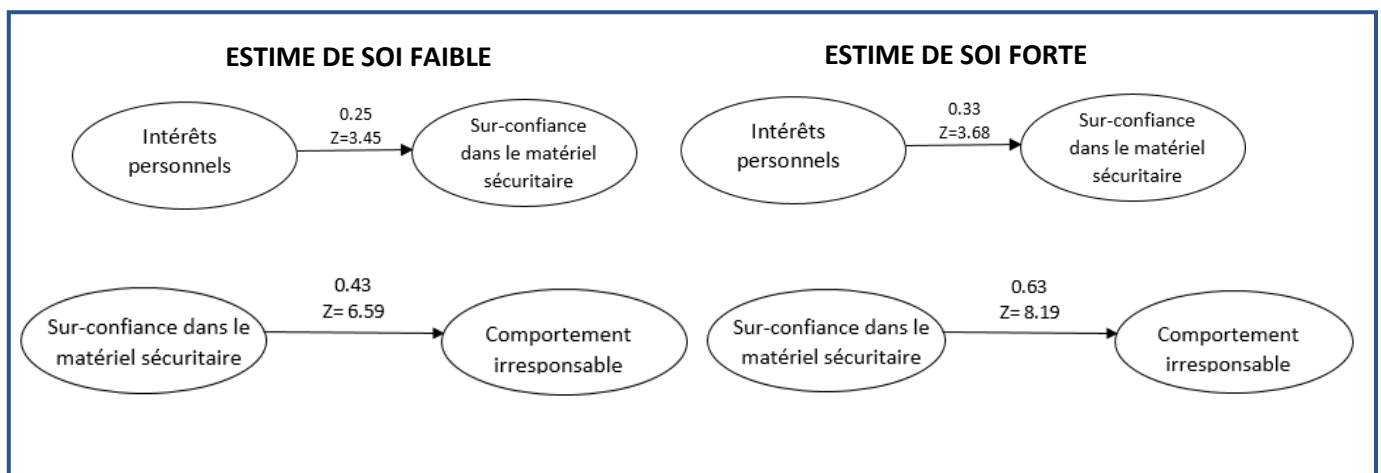 ESTIME DE SOI FAIBLE
ESTIME DE SOI FORTE
Intérêts
personnels
0.25
Z=3.45
Sur-confiance
dans le matériel
sécuritaire
Intérêts
personnels
0.33
Z=3.68
Sur-confiance
dans le matériel
sécuritaire
Sur-confiance dans le
matériel sécuritaire
0.43
Z= 6.59
Comportement
irresponsable
Sur-confiance dans le
matériel sécuritaire
0.63
Z= 8.19
Comportement
irresponsable